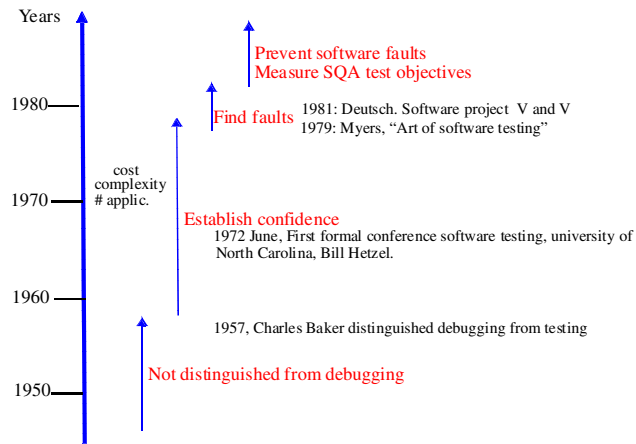 Years
Prevent software faults
Measure SQA test objectives
1980
Find faults
1981: Deutsch. Software project V and V
1979: Myers, “Art of software testing”
cost
complexity
# applic.
1970
Establish confidence
1972 June, First formal conference software testing, university of
North Carolina, Bill Hetzel.
1960
1957, Charles Baker distinguished debugging from testing
Not distinguished from debugging
1950